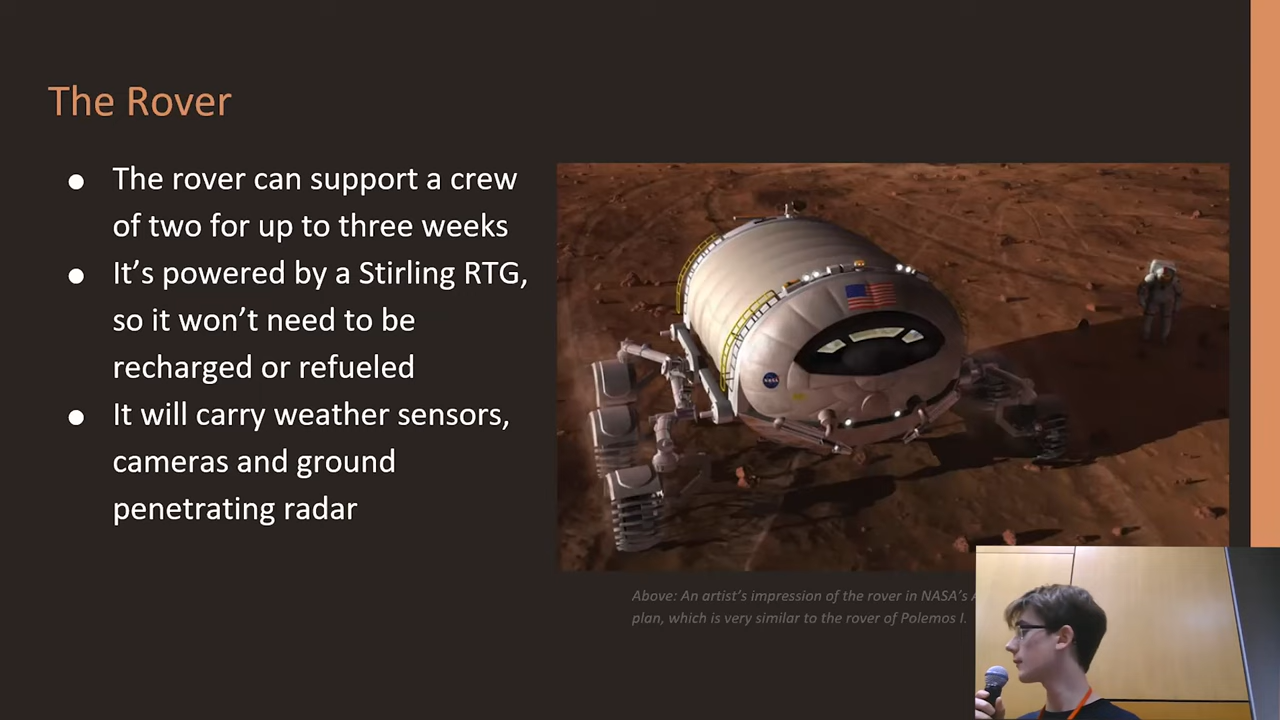 The Rover
● The rover can support a crew
of two for up to three weeks
● It’s powered by a Stirling RTG,
so it won’t need to be
recharged or refueled
● It will carry weather sensors,
cameras and ground
penetrating radar
NASA
Above: An artist’s impression of the rover in NASA’s
plan, which is very similar to the rover of Polemos I.